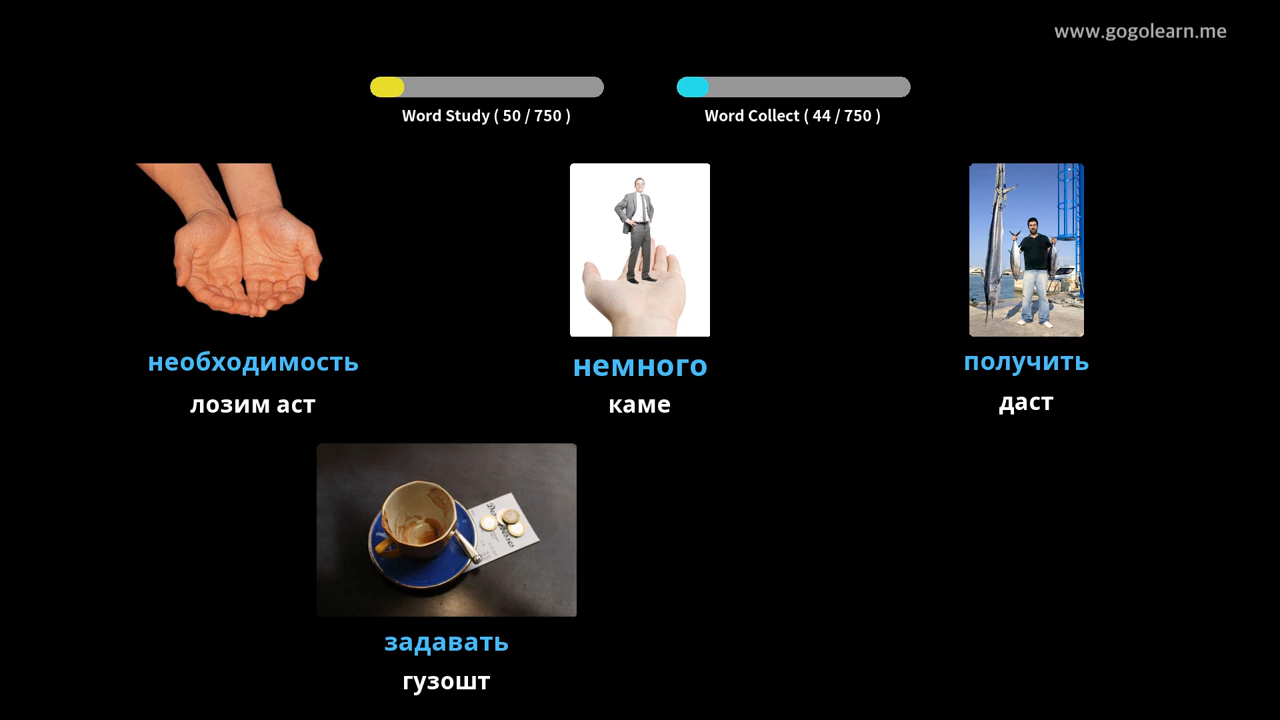 www.gogolearn.me
Word Study ( 50 / 750 )
Word Collect ( 44 / 750 )
необходимость
лозим аст
немного
каме
получить
даст
задавать
гузошт